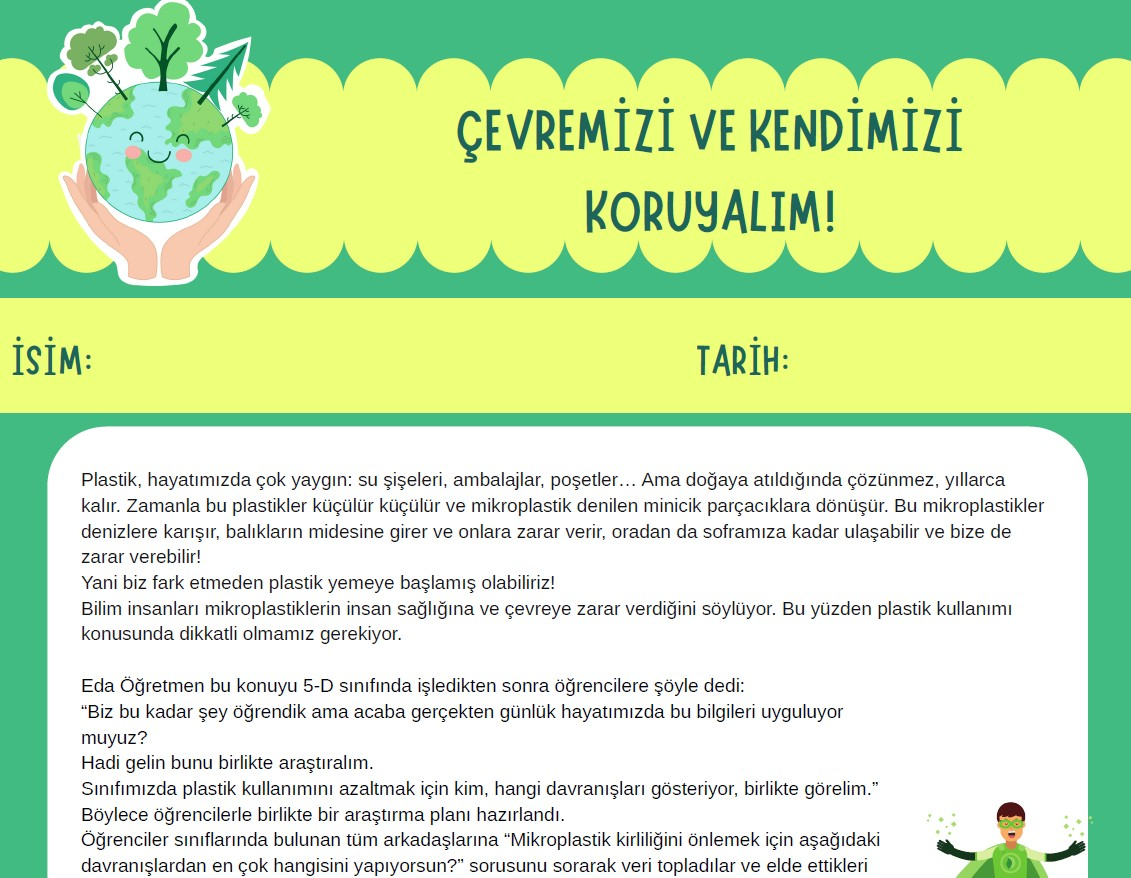 ÇEVREMİZİ VE KENDİMİZİ
KORUYALIM!
İSİM:
TARİH:
Plastik, hayatımızda çok yaygın: su şişeleri, ambalajlar, poşetler… Ama doğaya atıldığında çözünmez, yıllarca
kalır. Zamanla bu plastikler küçülür küçülür ve mikroplastik denilen minicik parçacıklara dönüşür. Bu mikroplastikler
denizlere karışır, balıkların midesine girer ve onlara zarar verir, oradan da soframıza kadar ulaşabilir ve bize de
zarar verebilir!
Yani biz fark etmeden plastik yemeye başlamış olabiliriz!
Bilim insanları mikroplastiklerin insan sağlığına ve çevreye zarar verdiğini söylüyor. Bu yüzden plastik kullanımı
konusunda dikkatli olmamız gerekiyor.
Eda Öğretmen bu konuyu 5-D sınıfında işledikten sonra öğrencilere şöyle dedi:
“Biz bu kadar şey öğrendik ama acaba gerçekten günlük hayatımızda bu bilgileri uyguluyor
muyuz?
Hadi gelin bunu birlikte araştıralım.
Sınıfımızda plastik kullanımını azaltmak için kim, hangi davranışları gösteriyor, birlikte görelim.”
Böylece öğrencilerle birlikte bir araştırma planı hazırlandı.
Öğrenciler sınıflarında bulunan tüm arkadaşlarına “Mikroplastik kirliliğini önlemek için aşağıdaki
davranışlardan en çok hangisini yapıyorsun?” sorusunu sorarak veri topladılar ve elde ettikleri